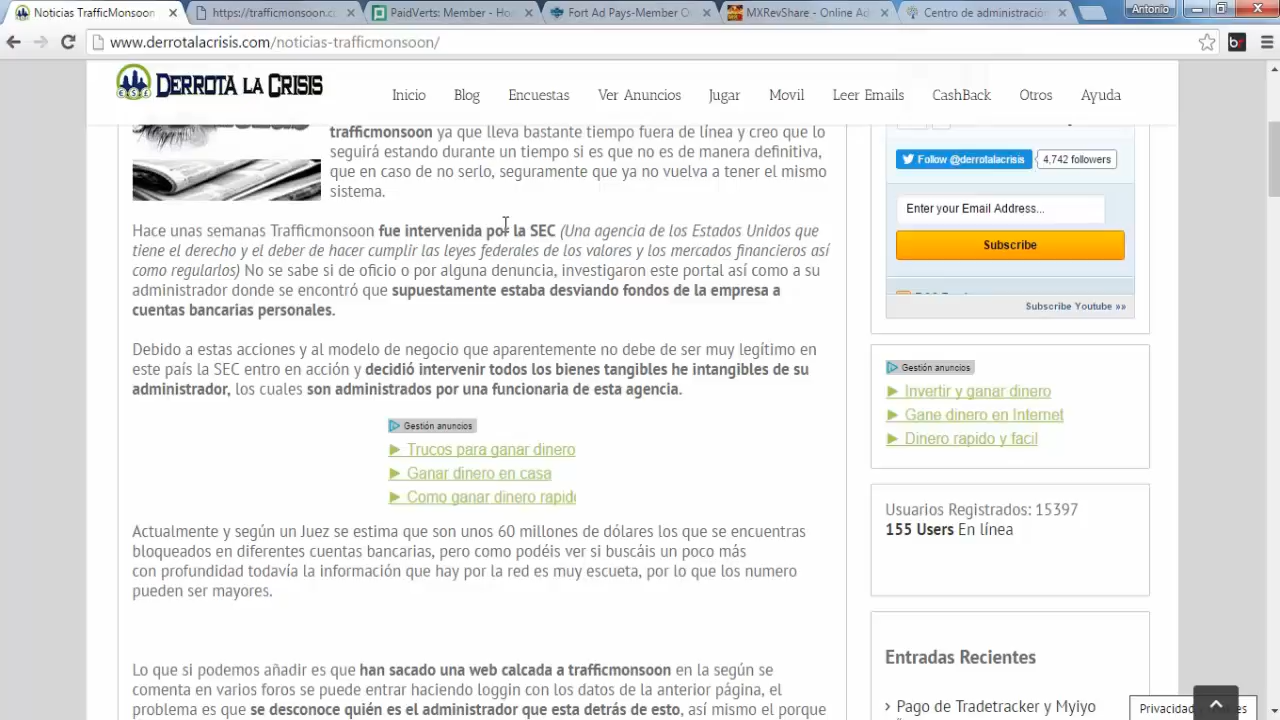 Noticias TrafficMonsoon
https://trafficmonsoon.c
PaidVerts: Member - Ho
Fort Ad Pays-Member O
MXRevShare - Online Ad
Centro de administración
Antonio
www.derrotalacrisis.com/noticias-trafficmonsoon/
DERROTA LA CRISIS
Inicio Blog Encuestas Ver Anuncios Jugar Movil Leer Emails CashBack Otros Ayuda
trafficmonsoon ya que lleva bastante tiempo fuera de línea y creo que lo
seguirá estando durante un tiempo si es que no es de manera definitiva,
que en caso de no serlo, seguramente que ya no vuelva a tener el mismo
sistema.
Hace unas semanas Trafficmonsoon fue intervenida por la SEC (Una agencia de los Estados Unidos que
tiene el derecho y el deber de hacer cumplir las leyes federales de los valores y los mercados financieros así
como regularlos) No se sabe si de oficio o por alguna denuncia, investigaron este portal así como a su
administrador donde se encontró que supuestamente estaba desviando fondos de la empresa a
cuentas bancarias personales.
Debido a estas acciones y al modelo de negocio que aparentemente no debe de ser muy legítimo en
este país la SEC entro en acción y decidió intervenir todos los bienes tangibles he intangibles de su
administrador, los cuales son administrados por una funcionaria de esta agencia.
Gestión anuncios
► Trucos para ganar dinero
► Ganar dinero en casa
► Como ganar dinero rapido
Actualmente y según un Juez se estima que son unos 60 millones de dólares los que se encuentras
bloqueados en diferentes cuentas bancarias, pero como podéis ver si buscáis un poco más
con profundidad todavía la información que hay por la red es muy escueta, por lo que los numero
pueden ser mayores.
Lo que si podemos añadir es que han sacado una web calcada a trafficmonsoon en la según se
comenta en varios foros se puede entrar haciendo loggin con los datos de la anterior página, el
problema es que se desconoce quién es el administrador que esta detrás de esto, así mismo el porque
Follow @derrotalacrisis 4,742 followers
Enter your Email Address...
Subscribe
Subscribe Youtube »»
Gestión anuncios
► Invertir y ganar dinero
► Gane dinero en Internet
► Dinero rapido y facil
Usuarios Registrados: 15397
155 Users En línea
Entradas Recientes
› Pago de Tradetracker y Myiyo
Privacidad